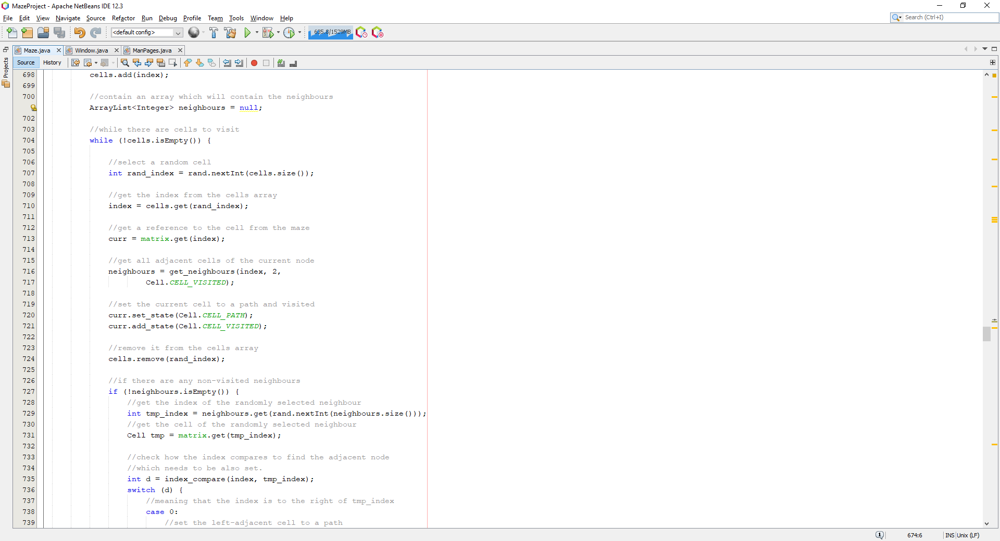 MazeProject - Apache NetBeans IDE 12.3
File Edit View Navigate Source Refactor Run Debug Profile Team Tools Window Help
Search (Ctrl+I)
<default config>
635.8/1529MB
Maze.java Window.java ManPages.java
Projects
Source History
698 cells.add(index);
699
700 //contain an array which will contain the neighbours
ArrayList<Integer> neighbours = null;
702
703 //while there are cells to visit
704 while (!cells.isEmpty()) {
705
706 //select a random cell
707 int rand_index = rand.nextInt(cells.size());
708
709 //get the index from the cells array
710 index = cells.get(rand_index);
711
712 //get a reference to the cell from the maze
713 curr = matrix.get(index);
714
715 //get all adjacent cells of the current node
716 neighbours = get_neighbours(index, 2,
717 Cell.CELL_VISITED);
718
719 //set the current cell to a path and visited
720 curr.set_state(Cell.CELL_PATH);
721 curr.add_state(Cell.CELL_VISITED);
722
723 //remove it from the cells array
724 cells.remove(rand_index);
725
726 //if there are any non-visited neighbours
727 if (!neighbours.isEmpty()) {
728 //get the index of the randomly selected neighbour
729 int tmp_index = neighbours.get(rand.nextInt(neighbours.size()));
730 //get the cell of the randomly selected neighbour
731 Cell tmp = matrix.get(tmp_index);
732
733 //check how the index compares to find the adjacent node
734 //which needs to be also set.
735 int d = index_compare(index, tmp_index);
736 switch (d) {
737 //meaning that the index is to the right of tmp_index
738 case 0:
739 //set the left-adjacent cell to a path
1 674:6 INS Unix (LF)